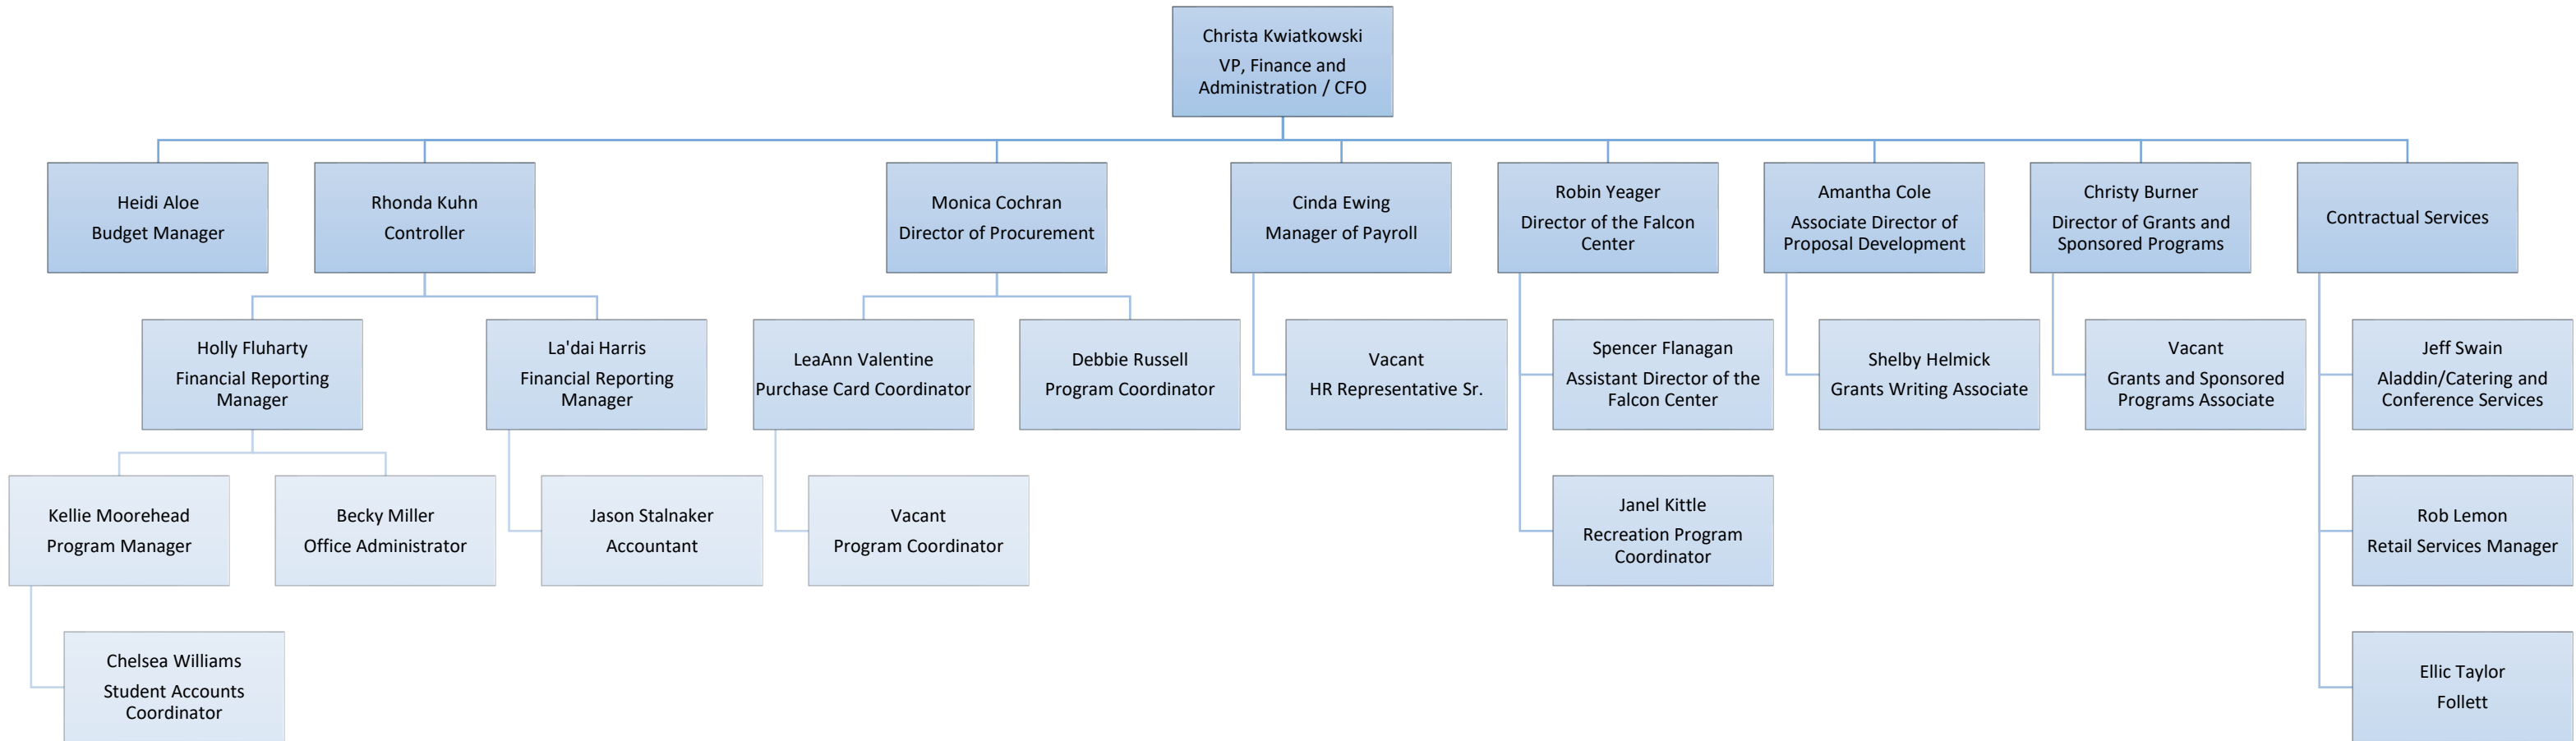 Christa Kwiatkowski
VP, Finance and
Administration / CFO
Heidi Aloe
Budget Manager
Rhonda Kuhn
Controller
Monica Cochran
Director of Procurement
Cinda Ewing
Manager of Payroll
Robin Yeager
Director of the Falcon
Center
Amantha Cole
Associate Director of
Proposal Development
Christy Burner
Director of Grants and
Sponsored Programs
Contractual Services
Holly Fluharty
Financial Reporting
Manager
La'dai Harris
Financial Reporting
Manager
LeaAnn Valentine
Purchase Card Coordinator
Debbie Russell
Program Coordinator
Vacant
HR Representative Sr.
Spencer Flanagan
Assistant Director of the
Falcon Center
Shelby Helmick
Grants Writing Associate
Vacant
Grants and Sponsored
Programs Associate
Jeff Swain
Aladdin/Catering and
Conference Services
Kellie Moorehead
Program Manager
Becky Miller
Office Administrator
Jason Stalnaker
Accountant
Vacant
Program Coordinator
Janel Kittle
Recreation Program
Coordinator
Rob Lemon
Retail Services Manager
Chelsea Williams
Student Accounts
Coordinator
Ellic Taylor
Follett